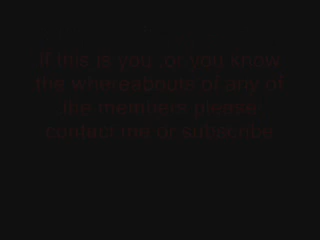 if this is you, or you know
the whereabouts of any of
the members please
contact me or subscribe